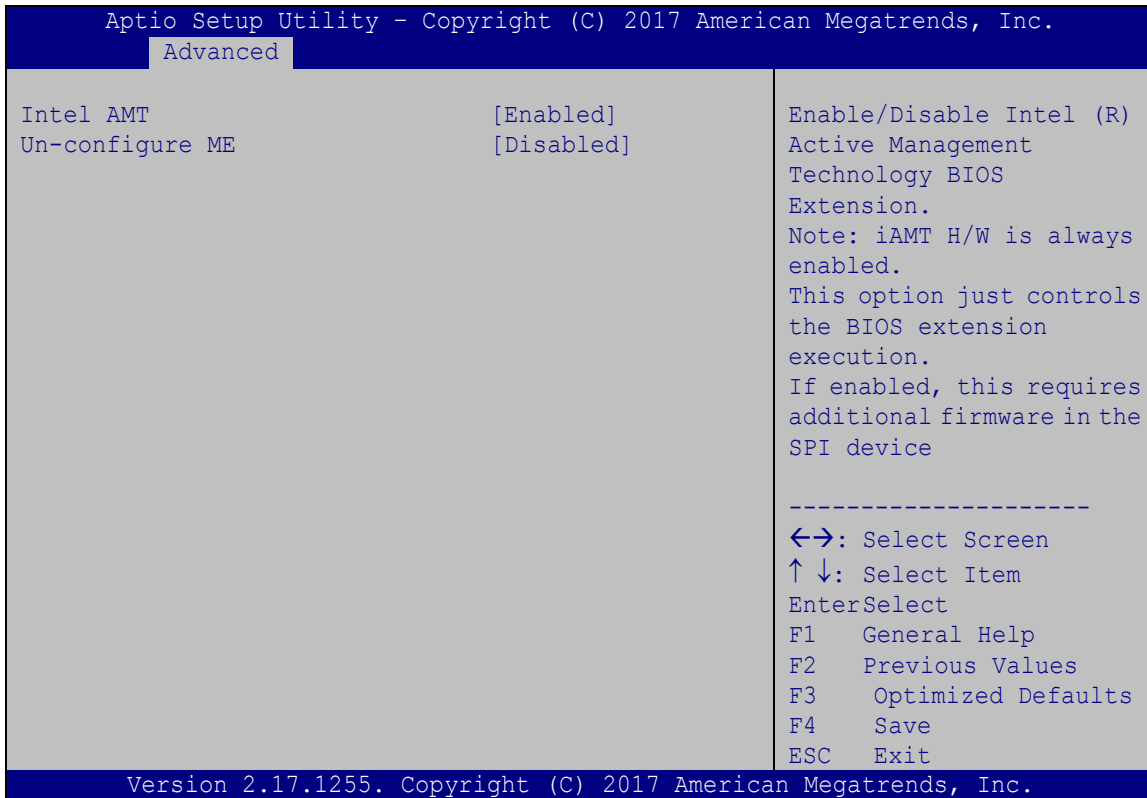 Aptio Setup Utility – Copyright (C) 2017 American Megatrends, Inc.
Advanced
Intel AMT [Enabled]
Un-configure ME [Disabled]
Enable/Disable Intel (R)
Active Management
Technology BIOS
Extension.
Note: iAMT H/W is always
enabled.
This option just controls
the BIOS extension
execution.
If enabled, this requires
additional firmware in the
SPI device
---------------------
←→: Select Screen
↑ ↓: Select Item
EnterSelect
F1 General Help
F2 Previous Values
F3 Optimized Defaults
F4 Save
ESC Exit
Version 2.17.1255. Copyright (C) 2017 American Megatrends, Inc.